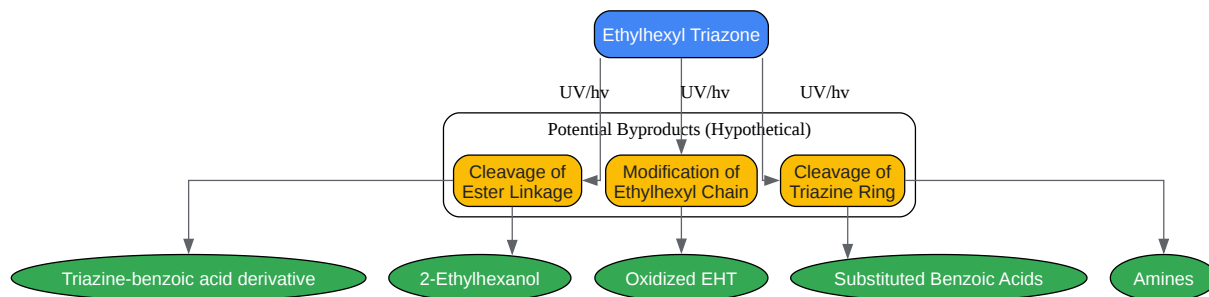 Ethylhexyl Triazone
UV/hv
UV/hv
UV/hv
Potential Byproducts (Hypothetical)
Cleavage of
Ester Linkage
Modification of
Ethylhexyl Chain
Cleavage of
Triazine Ring
Triazine-benzoic acid derivative
2-Ethylhexanol
Oxidized EHT
Substituted Benzoic Acids
Amines